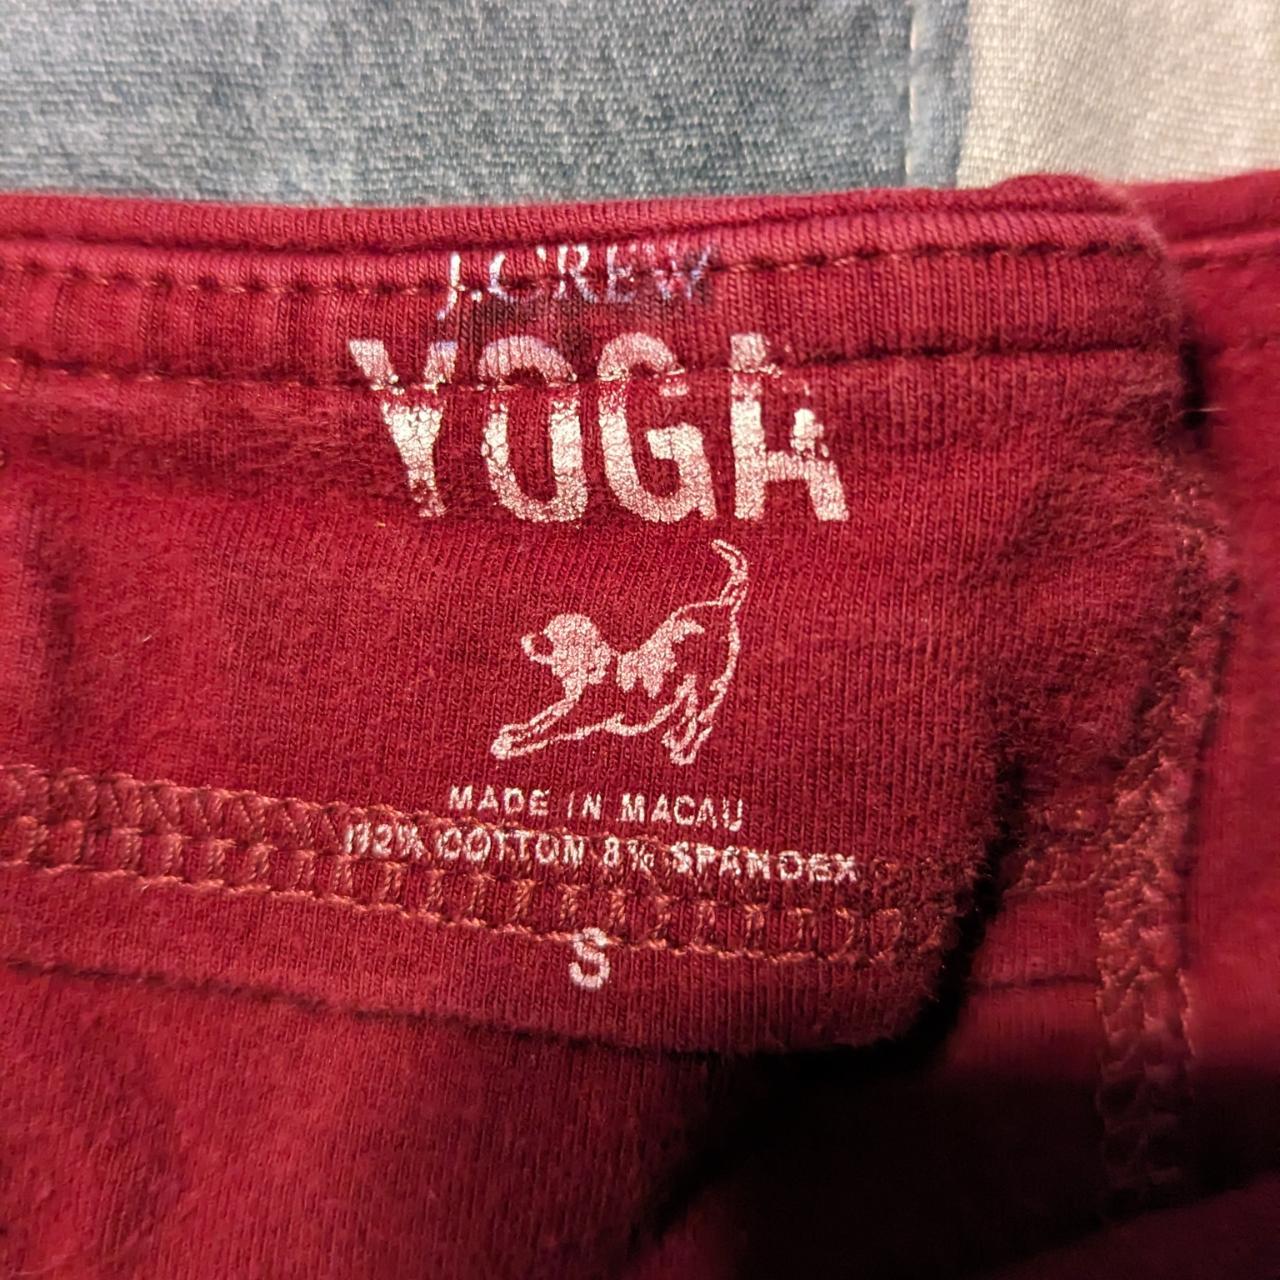 J.CREW
YOGA
MADE IN MACAU
92% COTTON 8% SPANDEX
S